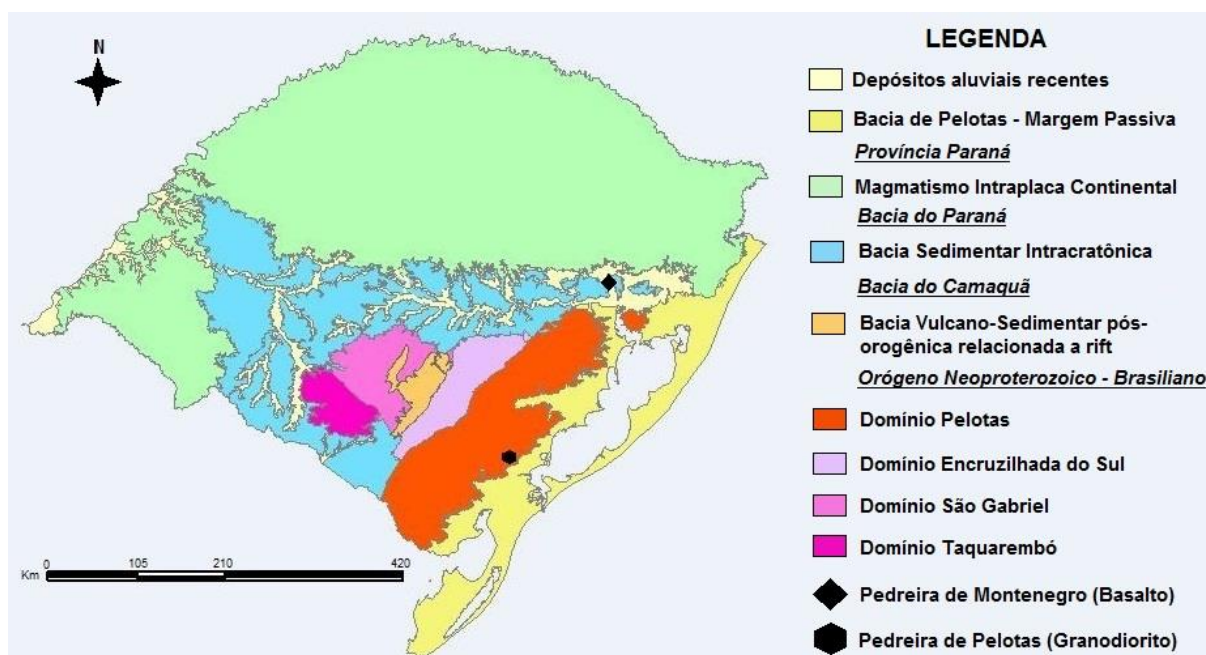 N
LEGENDA
Depósitos aluviais recentes
Bacia de Pelotas - Margem Passiva
Província Paraná
Magmatismo Intraplaca Continental
Bacia do Paraná
Bacia Sedimentar Intracratônica
Bacia do Camaquã
Bacia Vulcano-Sedimentar pós-
orogênica relacionada a rift
Orógeno Neoproterozoico - Brasiliano
Domínio Pelotas
Domínio Encruzilhada do Sul
Domínio São Gabriel
Domínio Taquarembó
Pedreira de Montenegro (Basalto)
Pedreira de Pelotas (Granodiorito)
0 105 210 420
Km